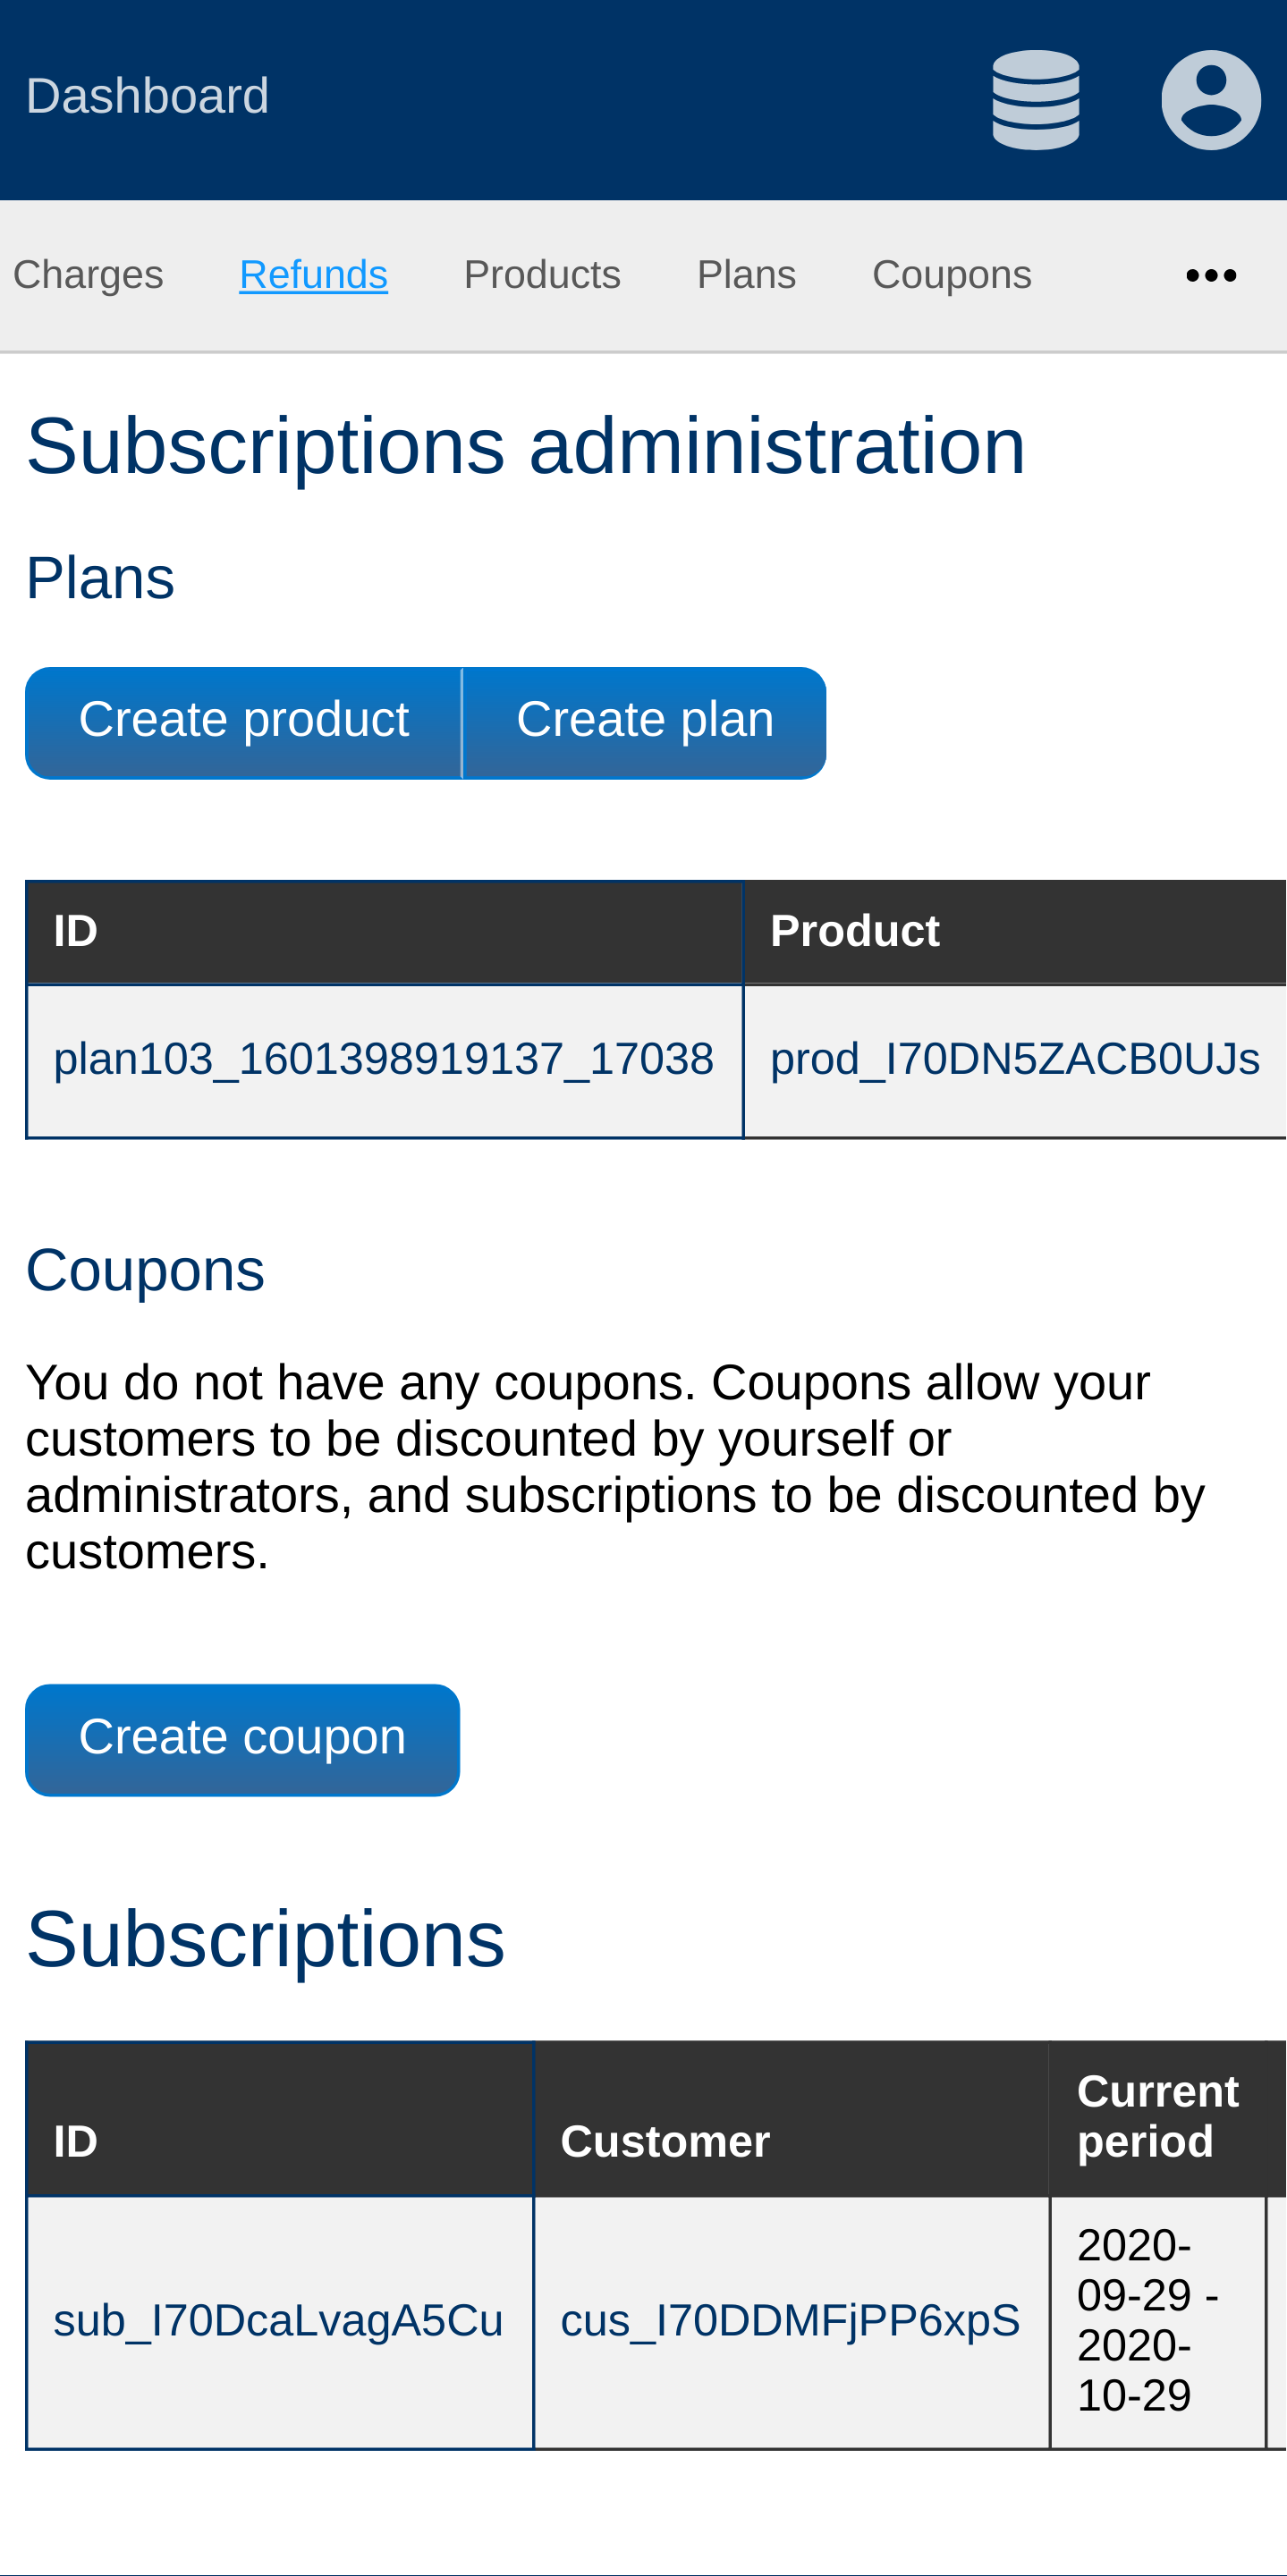 Dashboard
Charges Refunds Products Plans Coupons •••
Subscriptions administration
Plans
Create product Create plan
ID Product
plan103_1601398919137_17038 prod_I70DN5ZACB0UJs
Coupons
You do not have any coupons. Coupons allow your
customers to be discounted by yourself or
administrators, and subscriptions to be discounted by
customers.
Create coupon
Subscriptions
ID Customer Current
period
sub_I70DcaLvagA5Cu cus_I70DDMFjPP6xpS 2020-
09-29 -
2020-
10-29